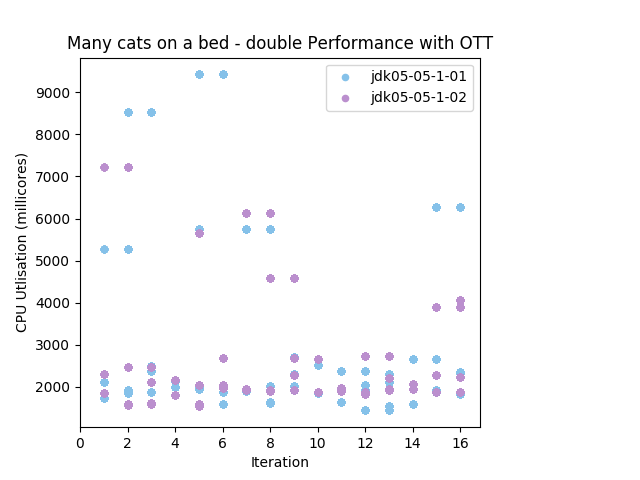 Many cats on a bed - double Performance with OTT
jdk05-05-1-01
jdk05-05-1-02
CPU Utlisation (millicores)
9000
8000
7000
6000
5000
4000
3000
2000
0 2 4 6 8 10 12 14 16
Iteration